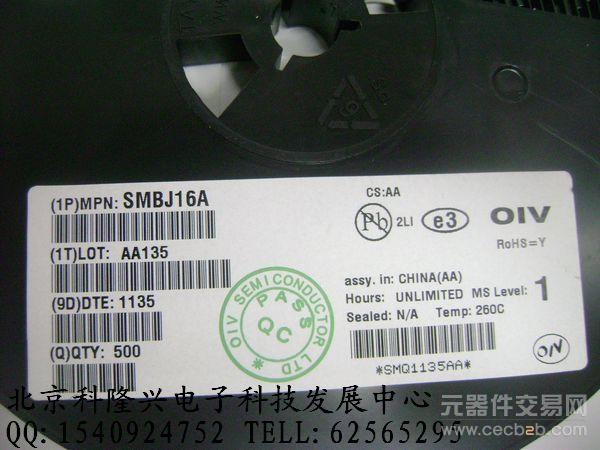 CS:AA
(1P)MPN: SMBJ16A
Pb 2LI e3 OIV
RoHS=Y
(1T)LOT: AA135
assy. in: CHINA(AA)
Hours: UNLIMITED MS Level: 1
Sealed: N/A Temp: 260C
(9D)DTE: 1135
(Q)QTY: 500
OIV SEMICONDUCTOR LTD
PASS
QC
*SMQ1135AA*
OIV
北京科隆兴电子科技发展中心
QQ: 1540924752 TELL: 62565295
元器件交易网
www.cecb2b.com